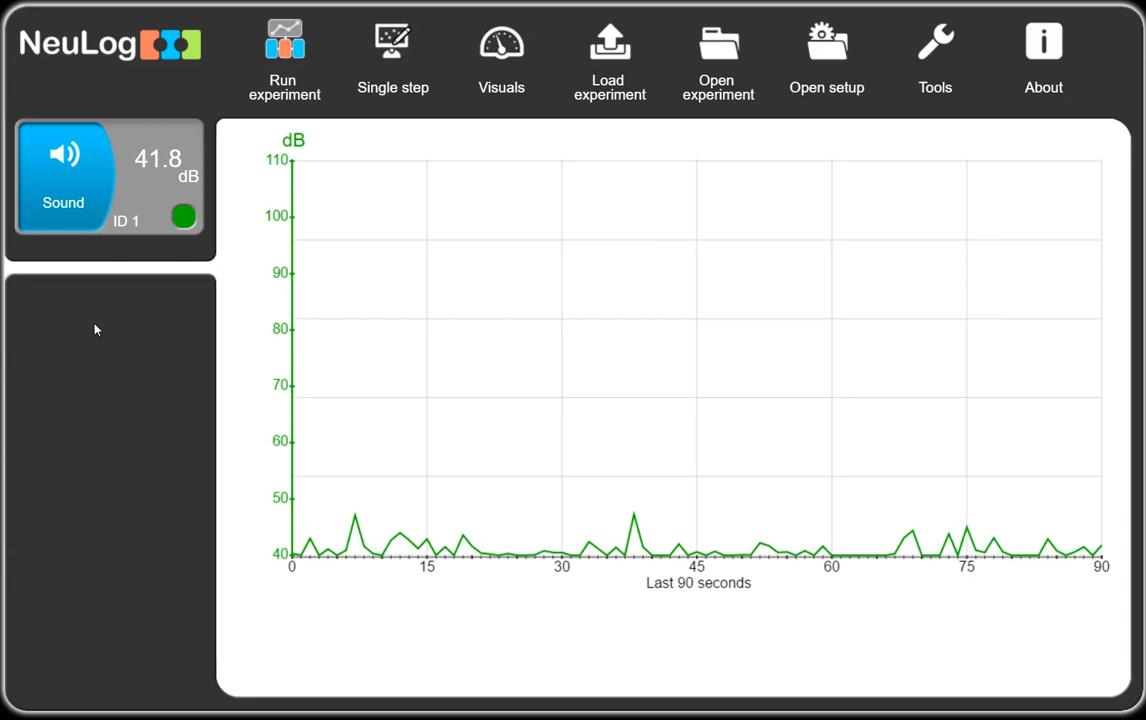 NeuLog
Run
experiment
Single step
Visuals
Load
experiment
Open
experiment
Open setup
Tools
About
Sound
41.8
dB
ID 1
dB
110
100
90
80
70
60
50
40
0 15 30 45 60 75 90
Last 90 seconds